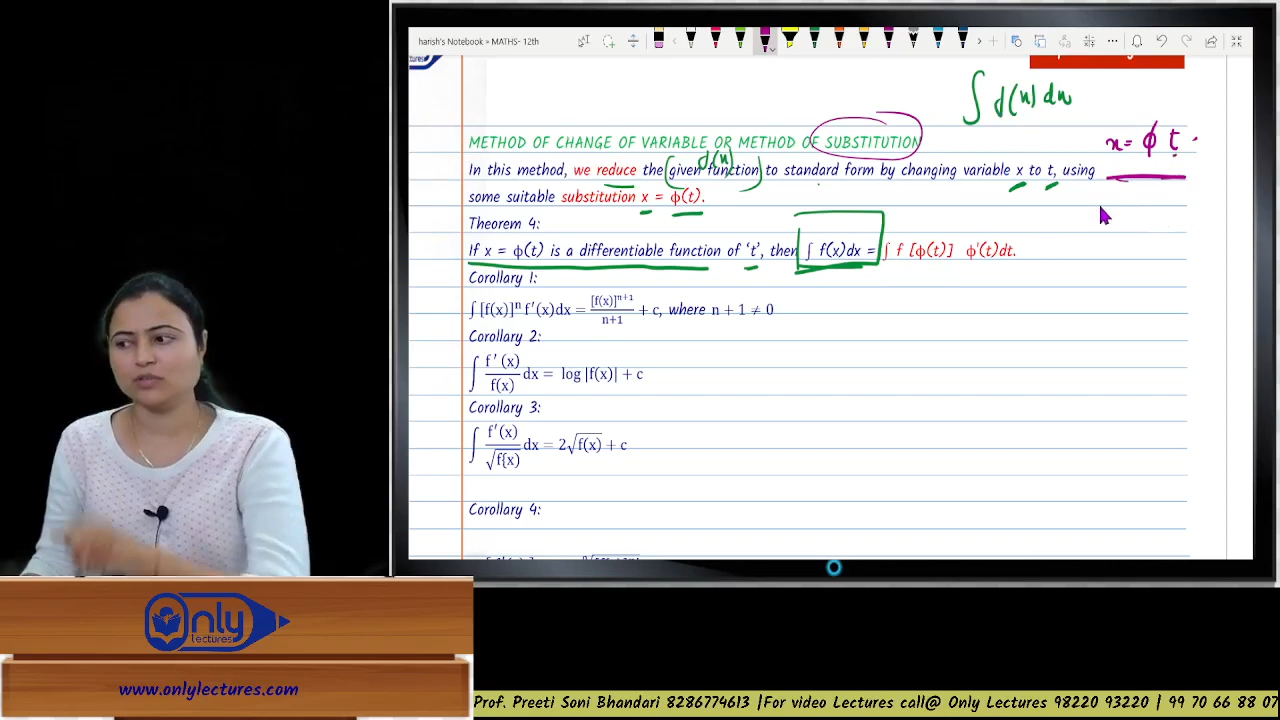 harish's Notebook » MATHS- 12th
∫ f(x) dx
METHOD OF CHANGE OF VARIABLE OR METHOD OF SUBSTITUTION
x = ϕ t
f(x)
In this method, we reduce the (given function) to standard form by changing variable x to t, using
some suitable substitution x = ϕ(t).
Theorem 4:
If x = ϕ(t) is a differentiable function of ‘t’, then ∫ f(x)dx = ∫ f [ϕ(t)] ϕ'(t)dt.
Corollary 1:
∫ [f(x)]ⁿ f′(x)dx = [f(x)]ⁿ⁺¹/n+1 + c, where n + 1 ≠ 0
Corollary 2:
∫ f′(x)/f(x) dx = log |f(x)| + c
Corollary 3:
∫ f′(x)/√f{x) dx = 2√f(x) + c
Corollary 4:
Only
lectures
www.onlylectures.com
Prof. Preeti Soni Bhandari 8286774613 |For video Lectures call@ Only Lectures 98220 93220 | 99 70 66 88 07